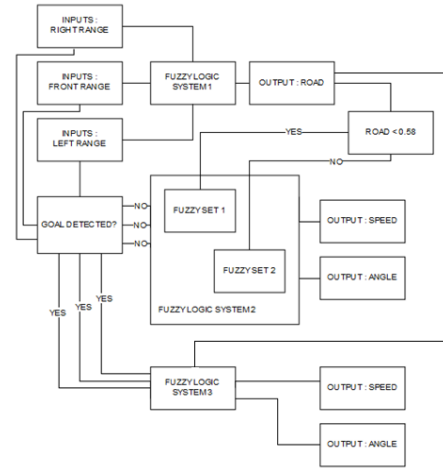 INPUTS :
RIGHT RANGE
INPUTS :
FRONT RANGE
FUZZY LOGIC
SYSTEM 1
OUTPUT : ROAD
INPUTS :
LEFT RANGE
YES
ROAD < 0.58
NO
GOAL DETECTED?
NO
NO
NO
FUZZY SET 1
OUTPUT : SPEED
FUZZY SET 2
OUTPUT : ANGLE
FUZZY LOGIC SYSTEM 2
YES
YES
YES
FUZZY LOGIC
SYSTEM 3
OUTPUT : SPEED
OUTPUT : ANGLE